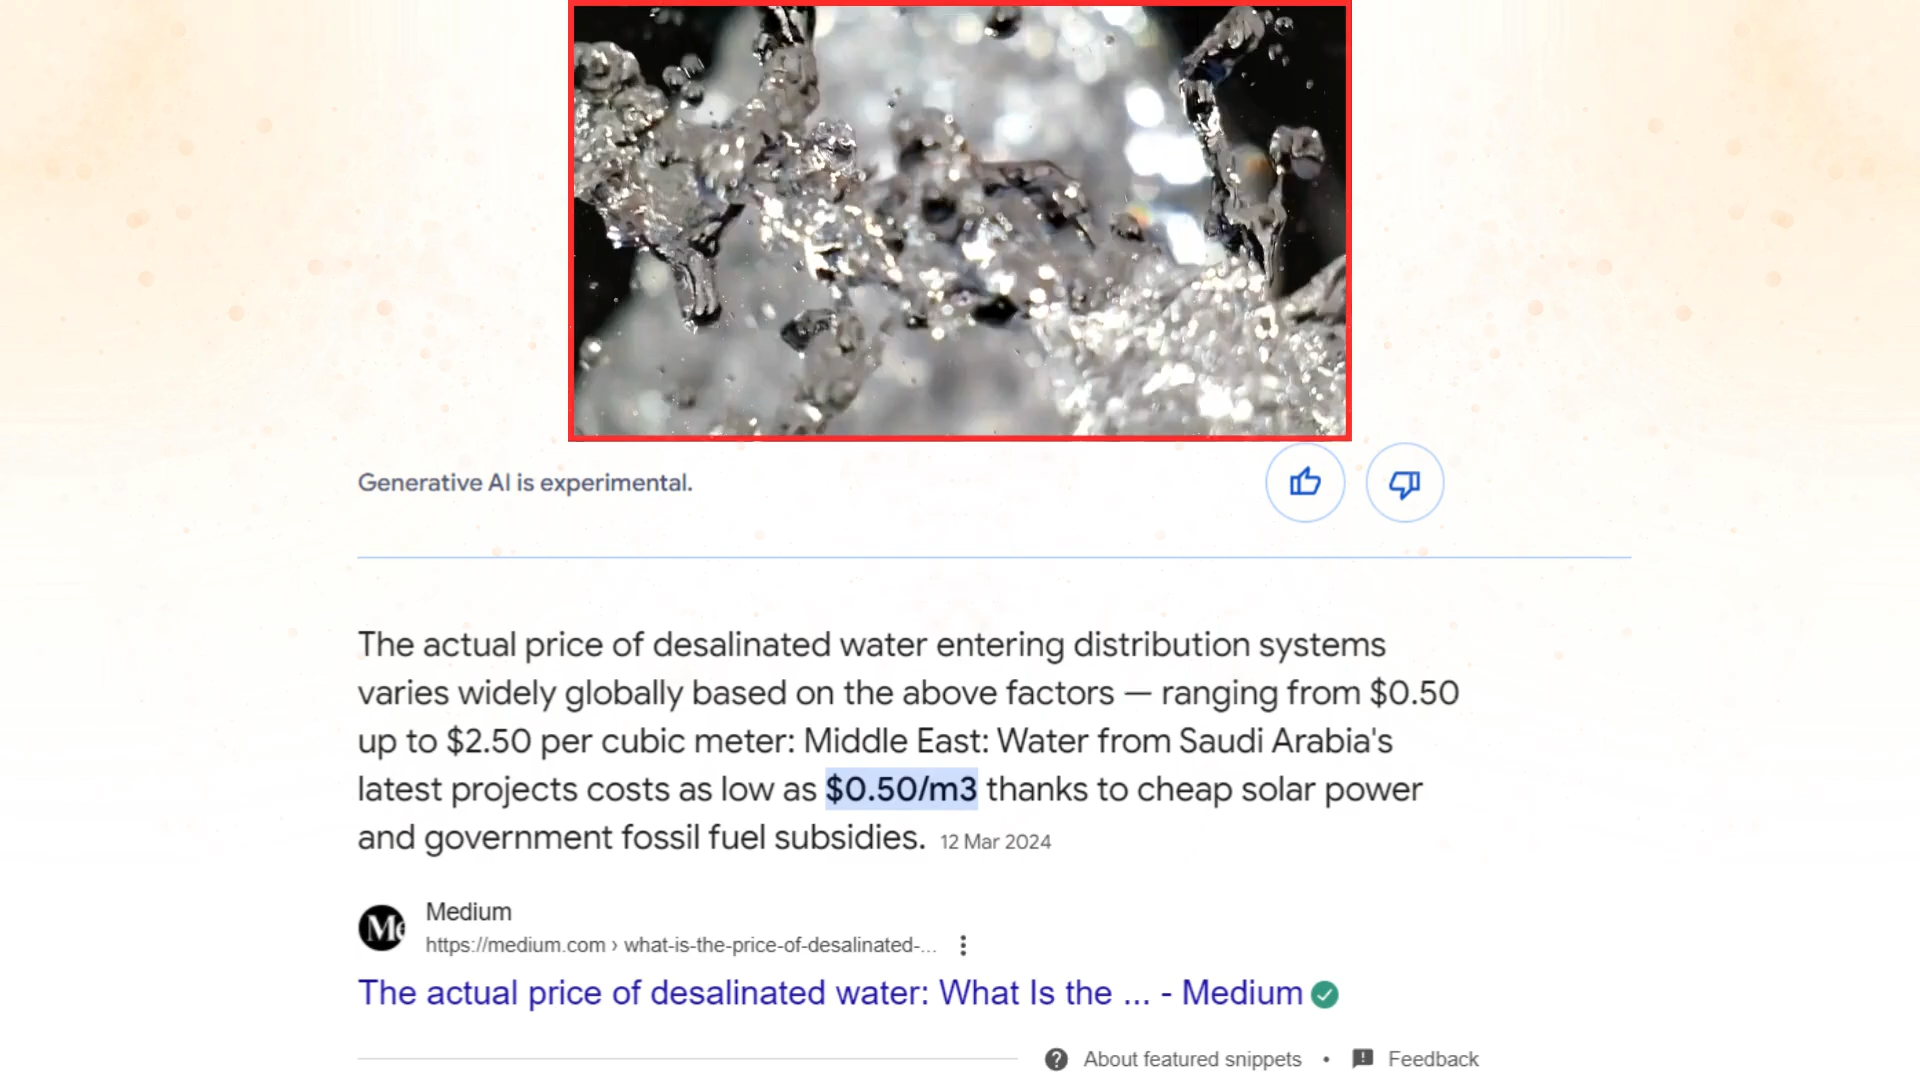 Generative AI is experimental.
The actual price of desalinated water entering distribution systems
varies widely globally based on the above factors — ranging from $0.50
up to $2.50 per cubic meter: Middle East: Water from Saudi Arabia's
latest projects costs as low as $0.50/m3 thanks to cheap solar power
and government fossil fuel subsidies. 12 Mar 2024
Me
Medium
https://medium.com › what-is-the-price-of-desalinated-...
The actual price of desalinated water: What Is the ... - Medium
About featured snippets • Feedback